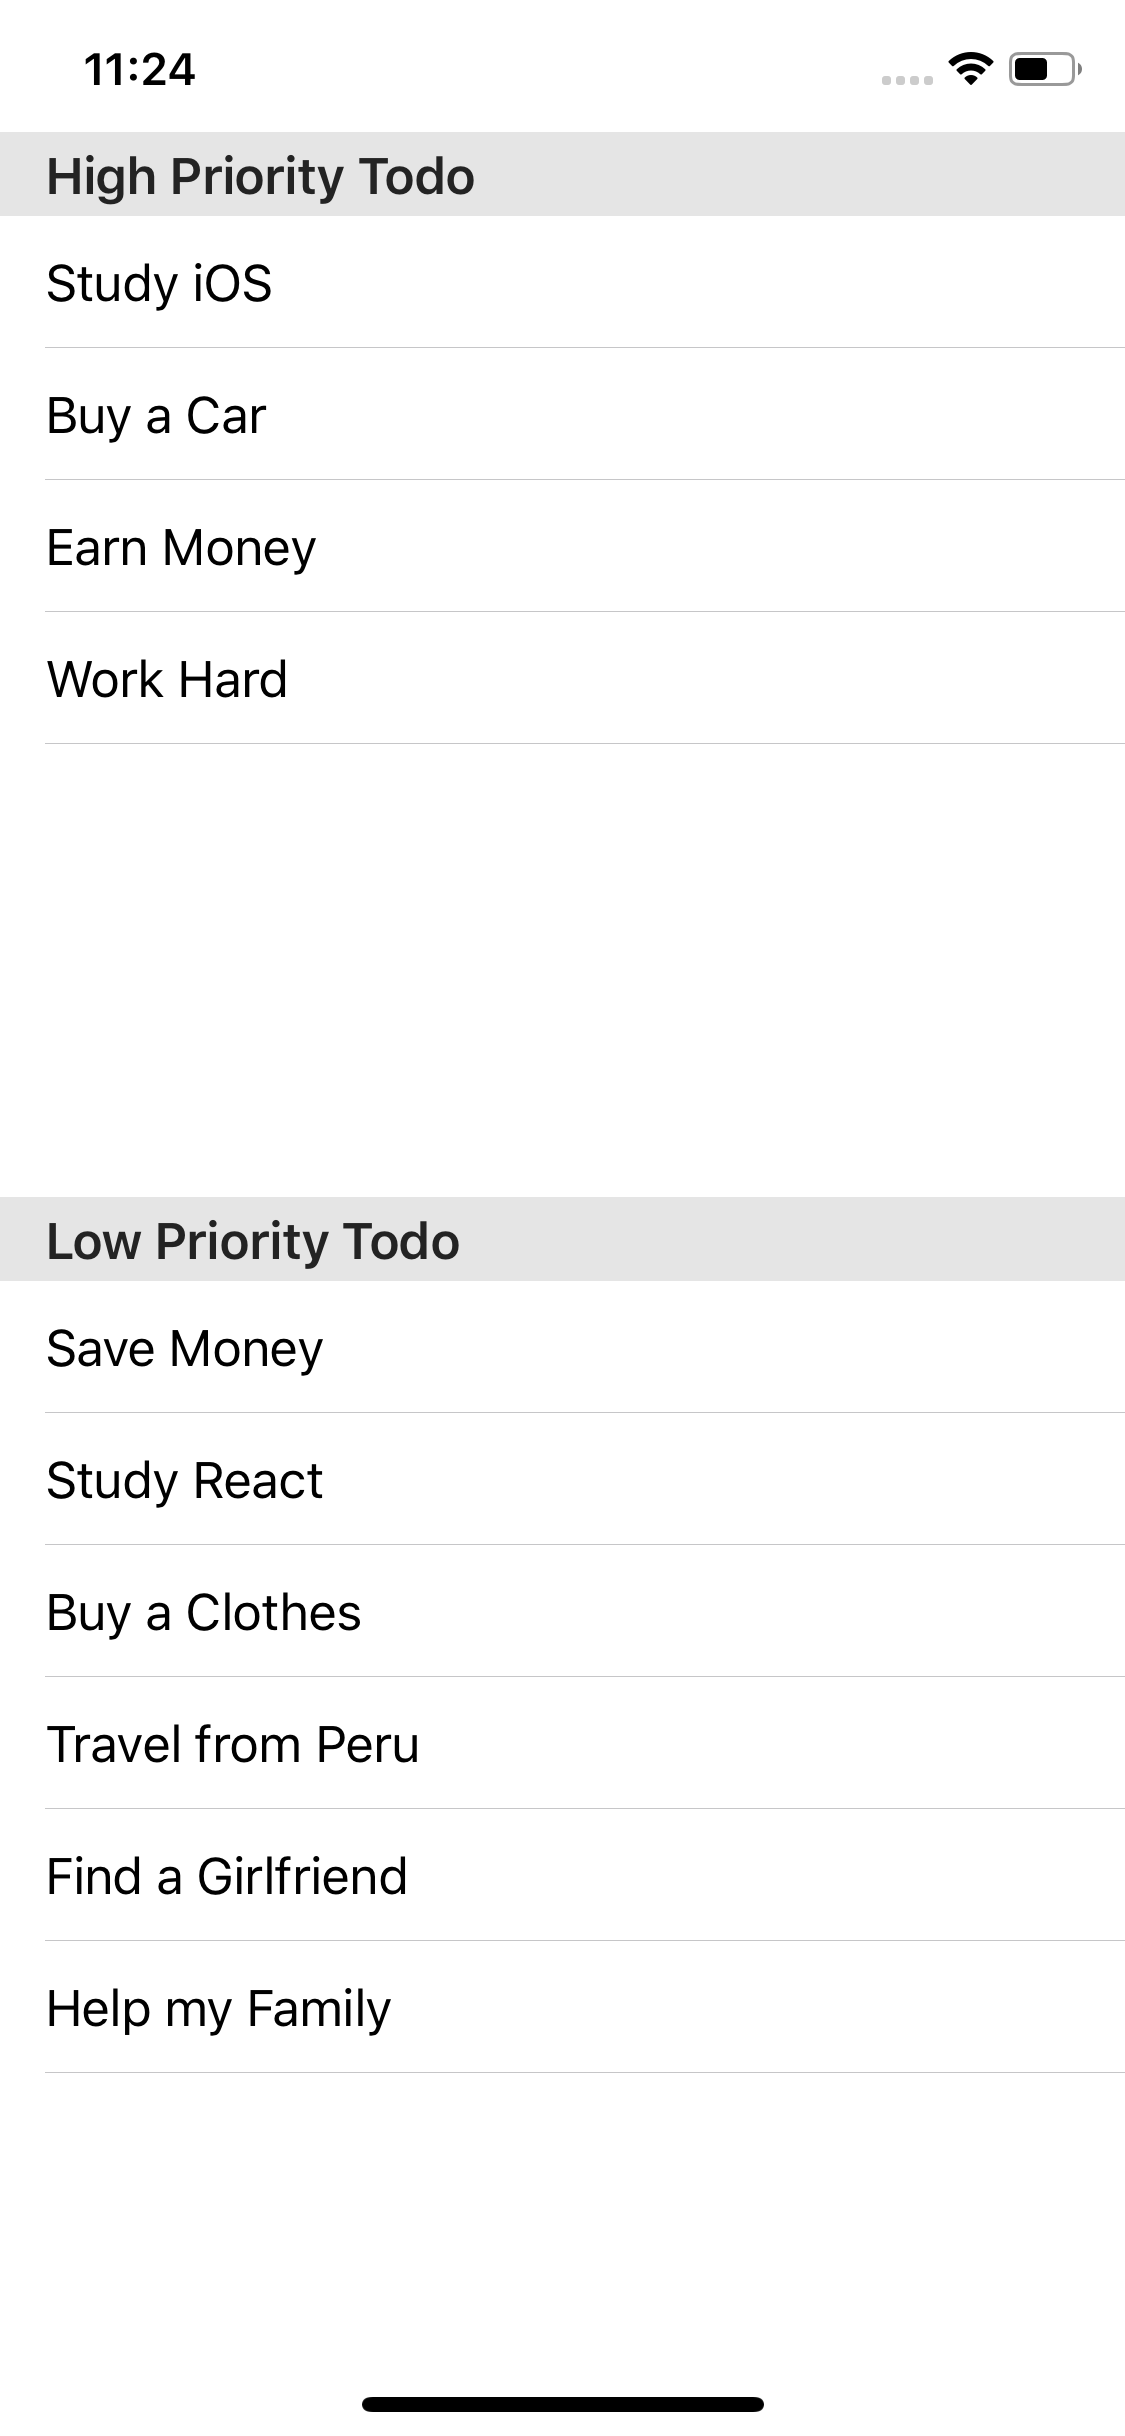 11:24
High Priority Todo
Study iOS
Buy a Car
Earn Money
Work Hard
Low Priority Todo
Save Money
Study React
Buy a Clothes
Travel from Peru
Find a Girlfriend
Help my Family